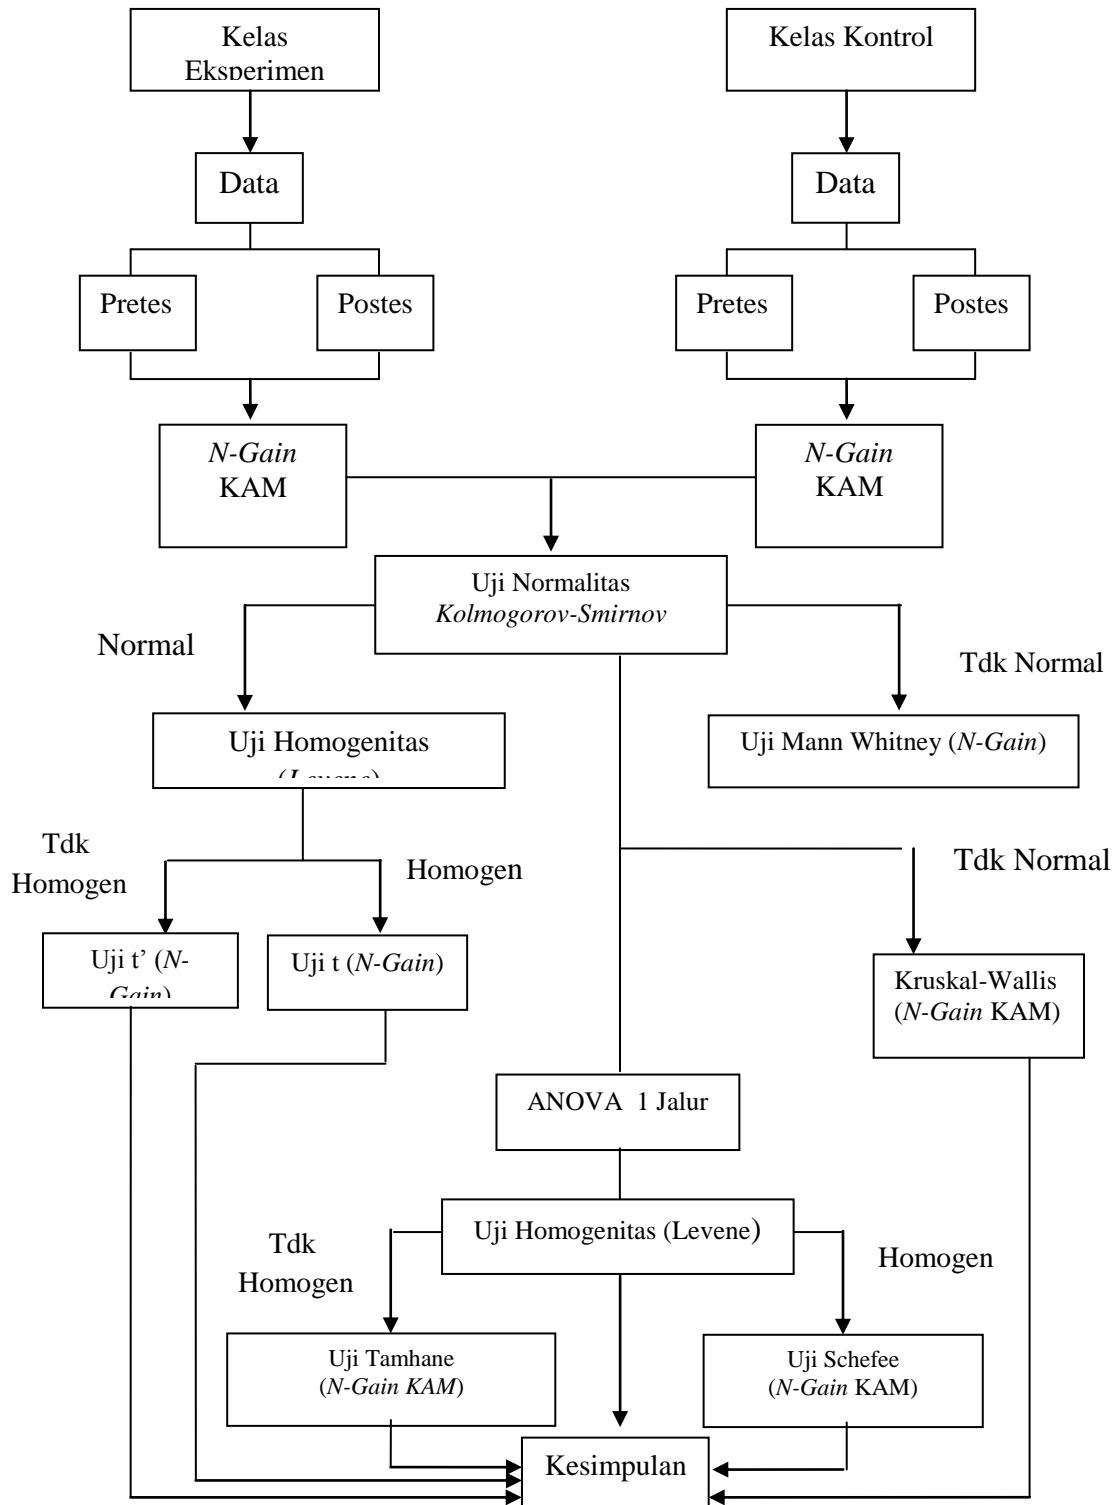 Kelas
Eksperimen
Kelas Kontrol
Data
Data
Pretes
Postes
Pretes
Postes
N-Gain
KAM
N-Gain
KAM
Uji Normalitas
Kolmogorov-Smirnov
Normal
Tdk Normal
Uji Homogenitas
(Levene)
Uji Mann Whitney (N-Gain)
Tdk
Homogen
Homogen
Tdk Normal
Uji t’ (N-
Gain)
Uji t (N-Gain)
Kruskal-Wallis
(N-Gain KAM)
ANOVA 1 Jalur
Uji Homogenitas (Levene)
Tdk
Homogen
Homogen
Uji Tamhane
(N-Gain KAM)
Uji Schefee
(N-Gain KAM)
Kesimpulan